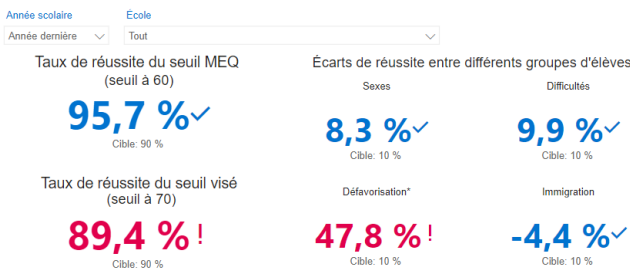 Année scolaire
École
Année dernière
Tout
Taux de réussite du seuil MEQ
(seuil à 60)
95,7 %
Cible: 90 %
Écarts de réussite entre différents groupes d'élèves
Sexes
8,3 %
Cible: 10 %
Difficultés
9,9 %
Cible: 10 %
Taux de réussite du seuil visé
(seuil à 70)
89,4 % !
Cible: 90 %
Défavorisation*
47,8 % !
Cible: 10 %
Immigration
-4,4 %
Cible: 10 %